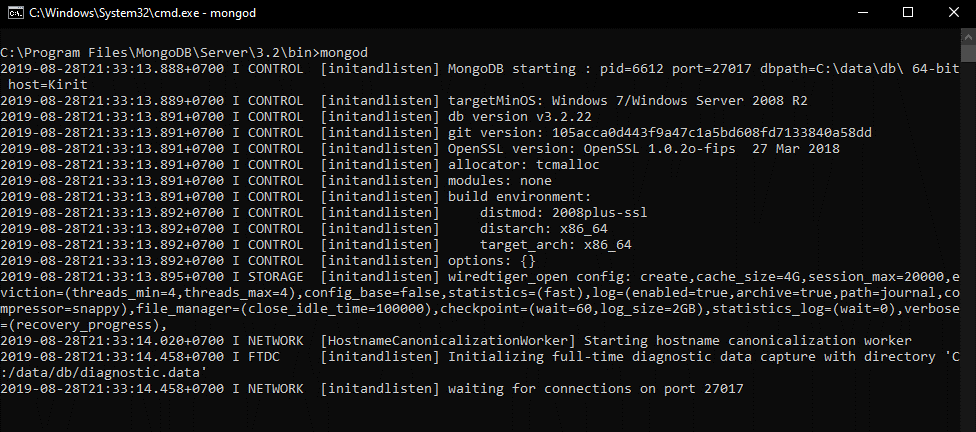 C:\Windows\System32\cmd.exe - mongod
C:\Program Files\MongoDB\Server\3.2\bin>mongod
2019-08-28T21:33:13.888+0700 I CONTROL  [initandlisten] MongoDB starting : pid=6612 port=27017 dbpath=C:\data\db\ 64-bit
 host=Kirit
2019-08-28T21:33:13.889+0700 I CONTROL  [initandlisten] targetMinOS: Windows 7/Windows Server 2008 R2
2019-08-28T21:33:13.891+0700 I CONTROL  [initandlisten] db version v3.2.22
2019-08-28T21:33:13.891+0700 I CONTROL  [initandlisten] git version: 105acca0d443f9a47c1a5bd608fd7133840a58dd
2019-08-28T21:33:13.891+0700 I CONTROL  [initandlisten] OpenSSL version: OpenSSL 1.0.2o-fips  27 Mar 2018
2019-08-28T21:33:13.891+0700 I CONTROL  [initandlisten] allocator: tcmalloc
2019-08-28T21:33:13.891+0700 I CONTROL  [initandlisten] modules: none
2019-08-28T21:33:13.891+0700 I CONTROL  [initandlisten] build environment:
2019-08-28T21:33:13.892+0700 I CONTROL  [initandlisten]     distmod: 2008plus-ssl
2019-08-28T21:33:13.892+0700 I CONTROL  [initandlisten]     distarch: x86_64
2019-08-28T21:33:13.892+0700 I CONTROL  [initandlisten]     target_arch: x86_64
2019-08-28T21:33:13.892+0700 I CONTROL  [initandlisten] options: {}
2019-08-28T21:33:13.895+0700 I STORAGE  [initandlisten] wiredtiger_open config: create,cache_size=4G,session_max=20000,e
viction=(threads_min=4,threads_max=4),config_base=false,statistics=(fast),log=(enabled=true,archive=true,path=journal,co
mpressor=snappy),file_manager=(close_idle_time=100000),checkpoint=(wait=60,log_size=2GB),statistics_log=(wait=0),verbose
=(recovery_progress),
2019-08-28T21:33:14.020+0700 I NETWORK  [HostnameCanonicalizationWorker] Starting hostname canonicalization worker
2019-08-28T21:33:14.458+0700 I FTDC     [initandlisten] Initializing full-time diagnostic data capture with directory 'C
:/data/db/diagnostic.data'
2019-08-28T21:33:14.458+0700 I NETWORK  [initandlisten] waiting for connections on port 27017